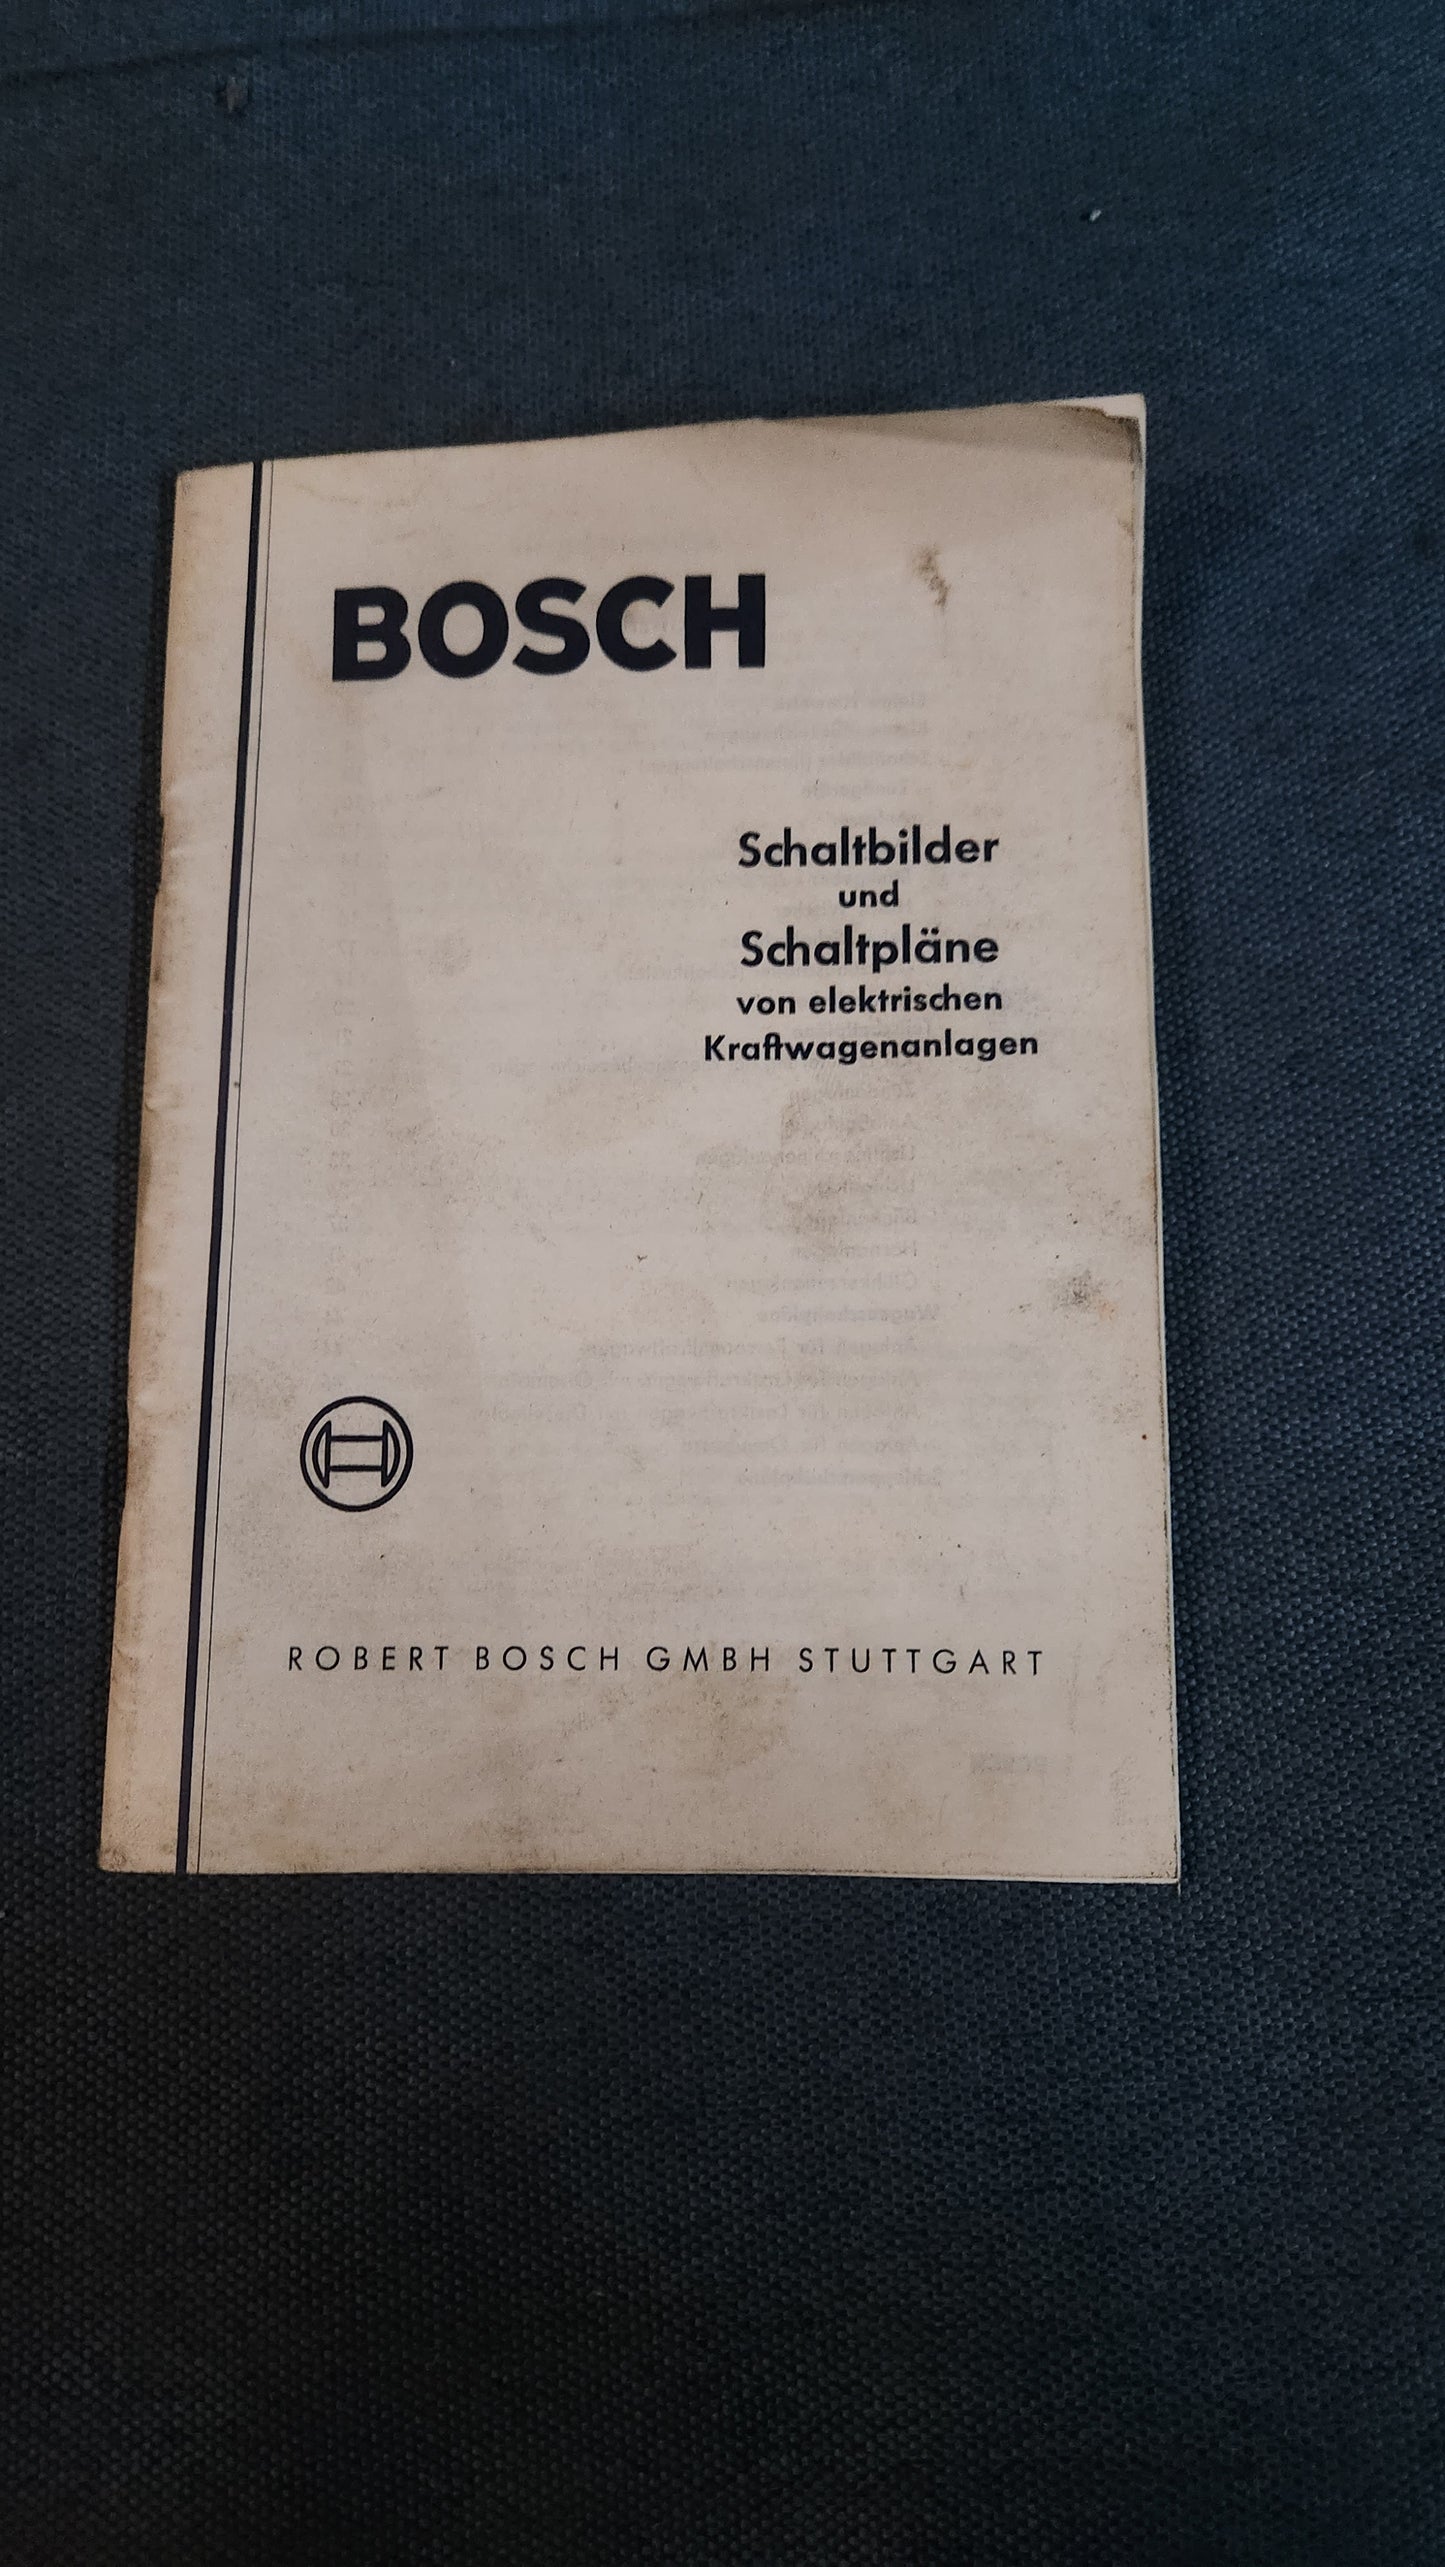 BOSCH
Schaltbilder
und
Schaltpläne
von elektrischen
Kraftwagenanlagen
ROBERT BOSCH GMBH STUTTGART